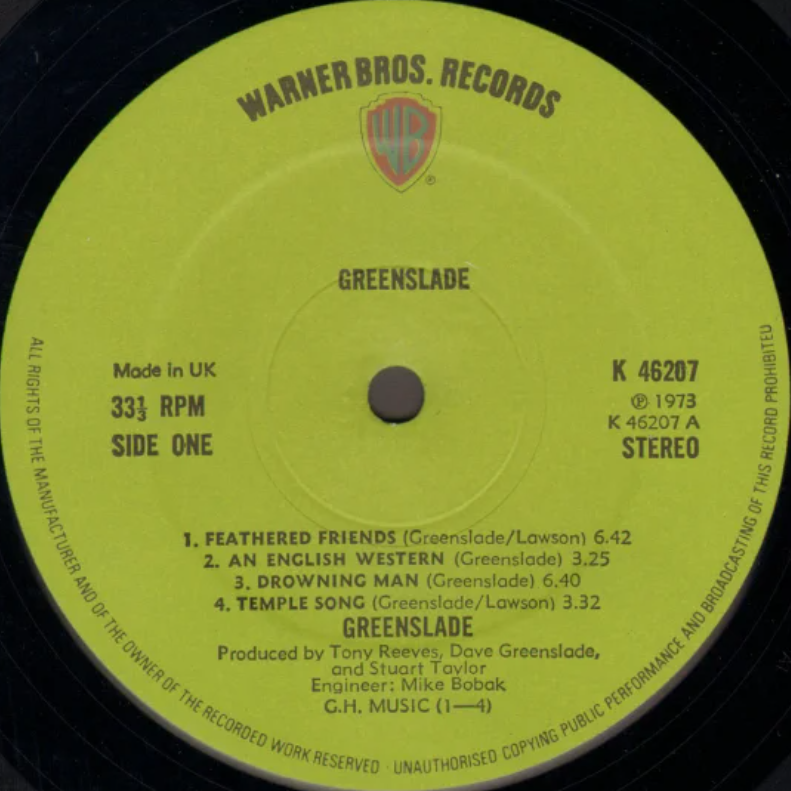 WARNER BROS. RECORDS
WB
®
GREENSLADE
Made in UK
33⅓ RPM
SIDE ONE
K 46207
℗ 1973
K 46207 A
STEREO
1. FEATHERED FRIENDS (Greenslade/Lawson) 6.42
2. AN ENGLISH WESTERN (Greenslade) 3.25
3. DROWNING MAN (Greenslade) 6.40
4. TEMPLE SONG (Greenslade/Lawson) 3.32
GREENSLADE
Produced by Tony Reeves, Dave Greenslade,
and Stuart Taylor
Engineer: Mike Bobak
G.H. MUSIC (1—4)
ALL RIGHTS OF THE MANUFACTURER AND OF THE OWNER OF THE RECORDED WORK RESERVED · UNAUTHORISED COPYING PUBLIC PERFORMANCE AND BROADCASTING OF THIS RECORD PROHIBITED